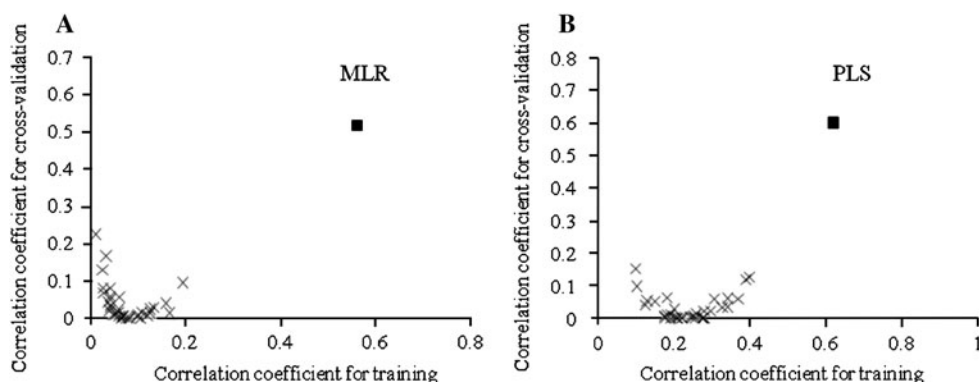 A
Correlation coefficient for cross-validation
0.7
0.6
0.5
0.4
0.3
0.2
0.1
0
MLR
0 0.2 0.4 0.6 0.8
Correlation coefficient for training
B
Correlation coefficient for cross-validation
0.8
0.7
0.6
0.5
0.4
0.3
0.2
0.1
0
PLS
0 0.2 0.4 0.6 0.8 1
Correlation coefficient for training